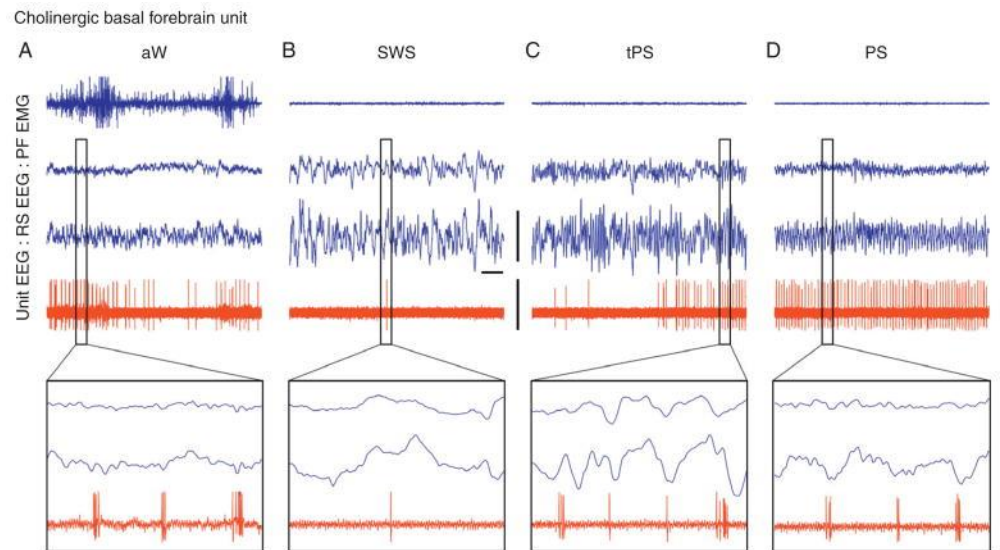 Cholinergic basal forebrain unit
A aW B SWS C tPS D PS
Unit EEG : RS EEG : PF EMG